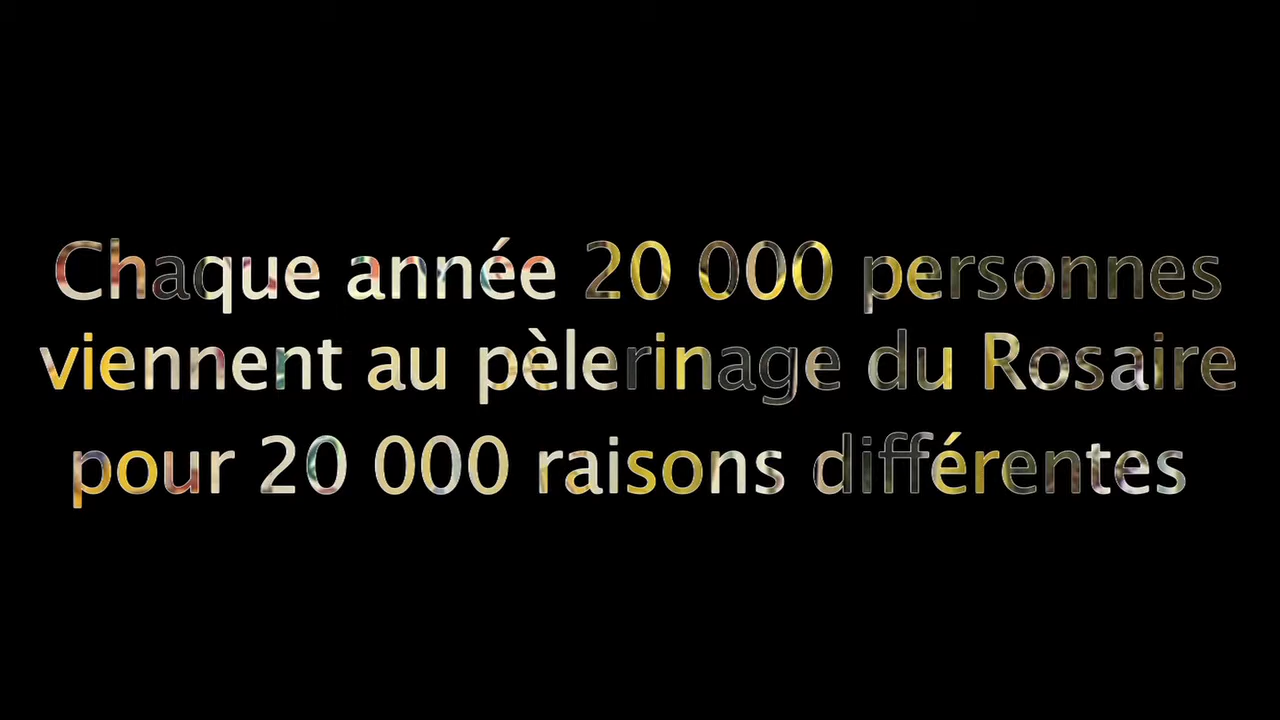 Chaque année 20 000 personnes
viennent au pèlerinage du Rosaire
pour 20 000 raisons différentes